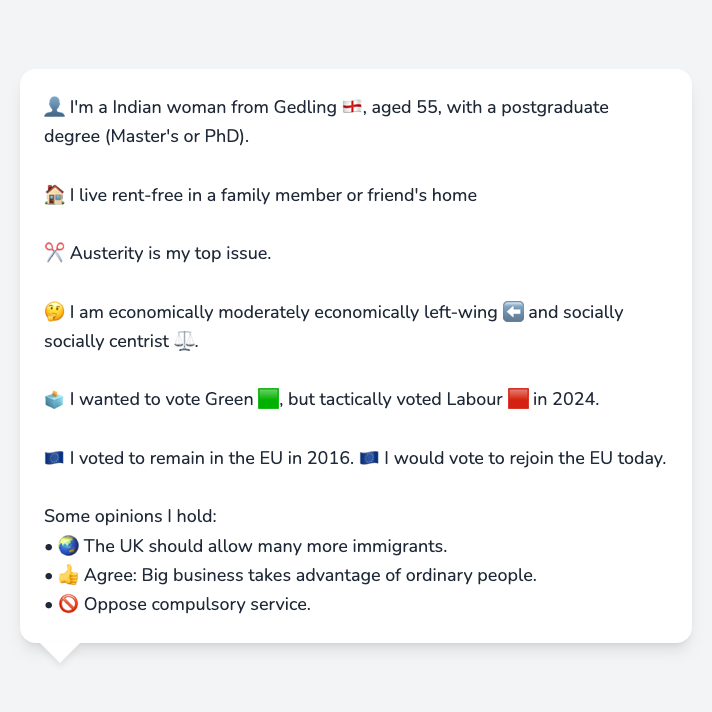 👤 I'm a Indian woman from Gedling 🏴󠁧󠁢󠁥󠁮󠁧󠁿, aged 55, with a postgraduate
degree (Master's or PhD).
🏠 I live rent-free in a family member or friend's home
✂️ Austerity is my top issue.
🤔 I am economically moderately economically left-wing ⬅️ and socially
socially centrist ⚖️.
🗳️ I wanted to vote Green 🟩, but tactically voted Labour 🟥 in 2024.
🇪🇺 I voted to remain in the EU in 2016. 🇪🇺 I would vote to rejoin the EU today.
Some opinions I hold:
• 🌏 The UK should allow many more immigrants.
• 👍 Agree: Big business takes advantage of ordinary people.
• 🚫 Oppose compulsory service.